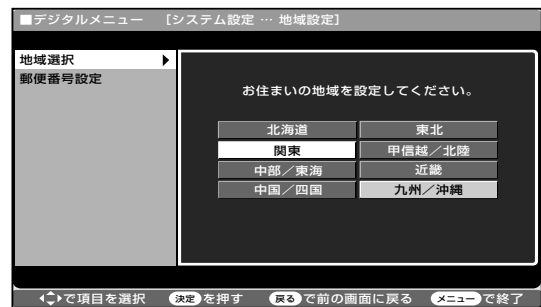 ■デジタルメニュー [システム設定 … 地域設定]
地域選択
郵便番号設定
お住まいの地域を設定してください。
北海道 東北
関東 甲信越／北陸
中部／東海 近畿
中国／四国 九州／沖縄
で項目を選択 決定を押す 戻るで前の画面に戻る メニューで終了